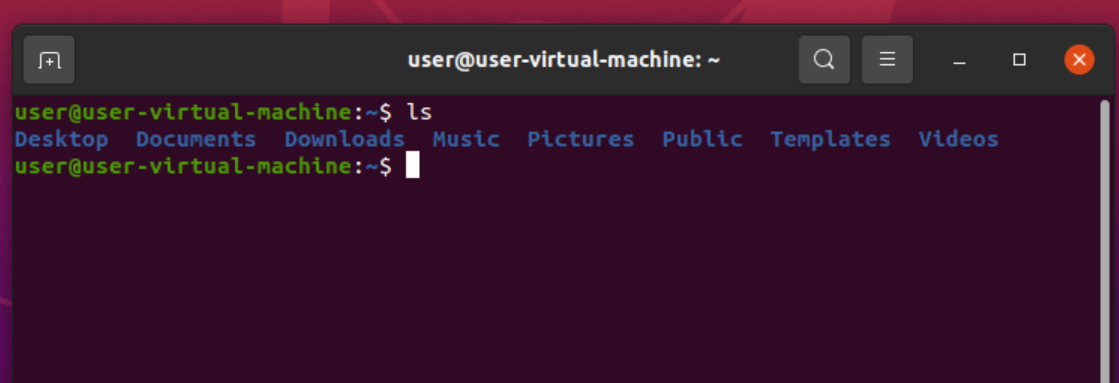 user@user-virtual-machine: ~
user@user-virtual-machine:~$ ls
Desktop  Documents  Downloads  Music  Pictures  Public  Templates  Videos
user@user-virtual-machine:~$